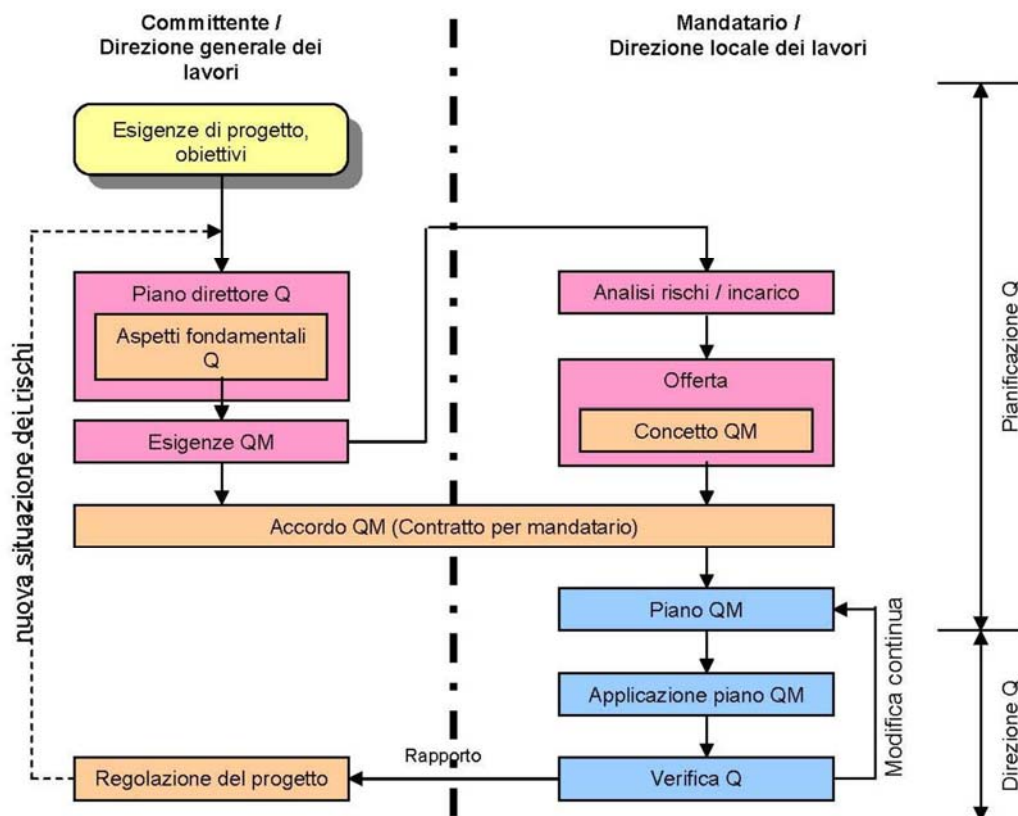 Committente /
Direzione generale dei
lavori
Mandatario /
Direzione locale dei lavori
Esigenze di progetto,
obiettivi
Piano direttore Q
Aspetti fondamentali
Q
Esigenze QM
Analisi rischi / incarico
Offerta
Concetto QM
Accordo QM (Contratto per mandatario)
Piano QM
Applicazione piano QM
Verifica Q
Rapporto
Regolazione del progetto
nuova situazione dei rischi
Modifica continua
Pianificazione Q
Direzione Q